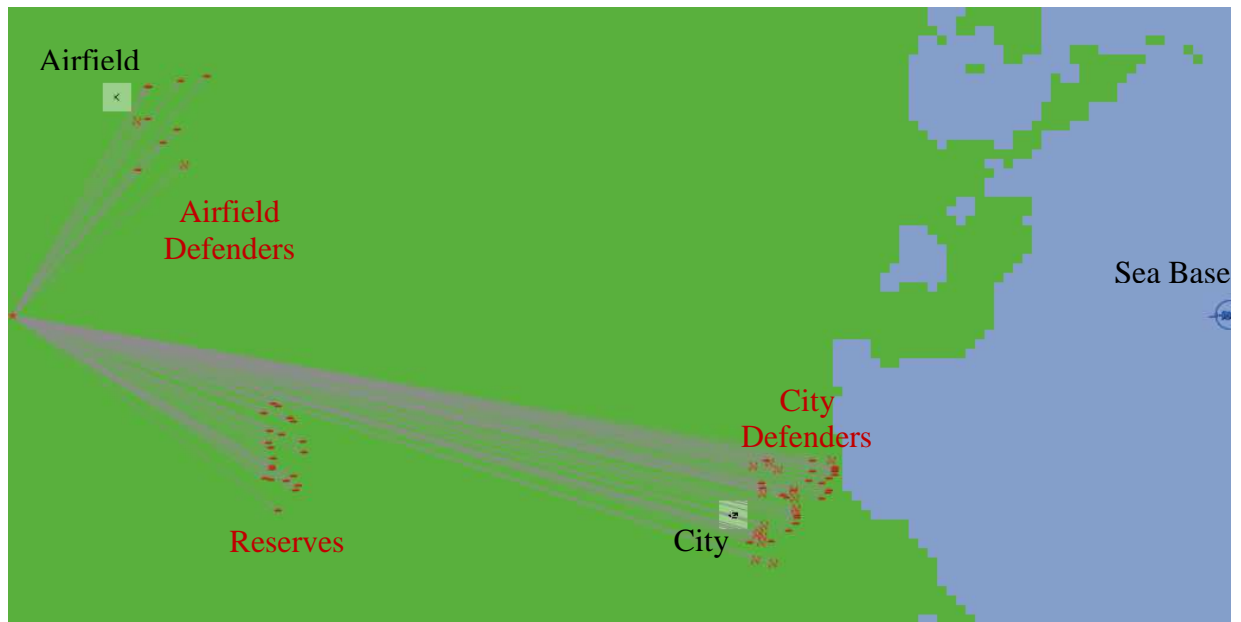 Airfield
Airfield
Defenders
Sea Base
City
Defenders
City
Reserves